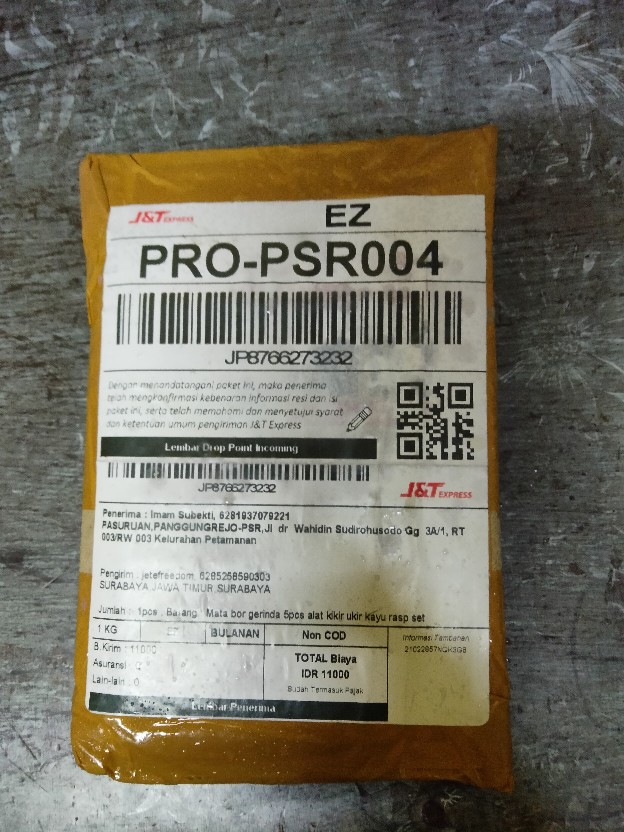 J&T EXPRESS
EZ
PRO-PSR004
JP8766273232
Dengan menandatangani paket ini, maka penerima
telah mengkonfirmasi kebenaran informasi resi dan isi
paket ini, serta telah memahami dan menyetujui syarat
dan ketentuan umum pengiriman J&T Express
Lembar Drop Point Incoming
JP8766273232
J&T EXPRESS
Penerima : Imam Subekti, 6281937079221
PASURUAN,PANGGUNGREJO-PSR,Jl dr Wahidin Sudirohusodo Gg 3A/1, RT
003/RW 003 Kelurahan Petamanan
Pengirim : jetefreedom, 6285258590303
SURABAYA,JAWA TIMUR,SURABAYA
Jumlah : 1pcs . Barang : Mata bor gerinda 5pcs alat kikir ukir kayu rasp set
1 KG BULANAN Non COD Informasi Tambahan
B.Kirim : 11000
Asuransi : 0
Lain-lain : 0
TOTAL Biaya
IDR 11000
Sudah Termasuk Pajak
Lembar Penerima